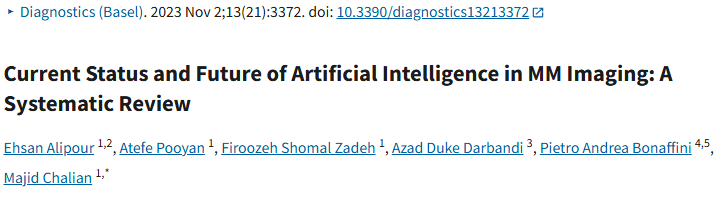 ‣ Diagnostics (Basel). 2023 Nov 2;13(21):3372. doi: 10.3390/diagnostics13213372
Current Status and Future of Artificial Intelligence in MM Imaging: A
Systematic Review
Ehsan Alipour 1,2, Atefe Pooyan 1, Firoozeh Shomal Zadeh 1, Azad Duke Darbandi 3, Pietro Andrea Bonaffini 4,5,
Majid Chalian 1,*